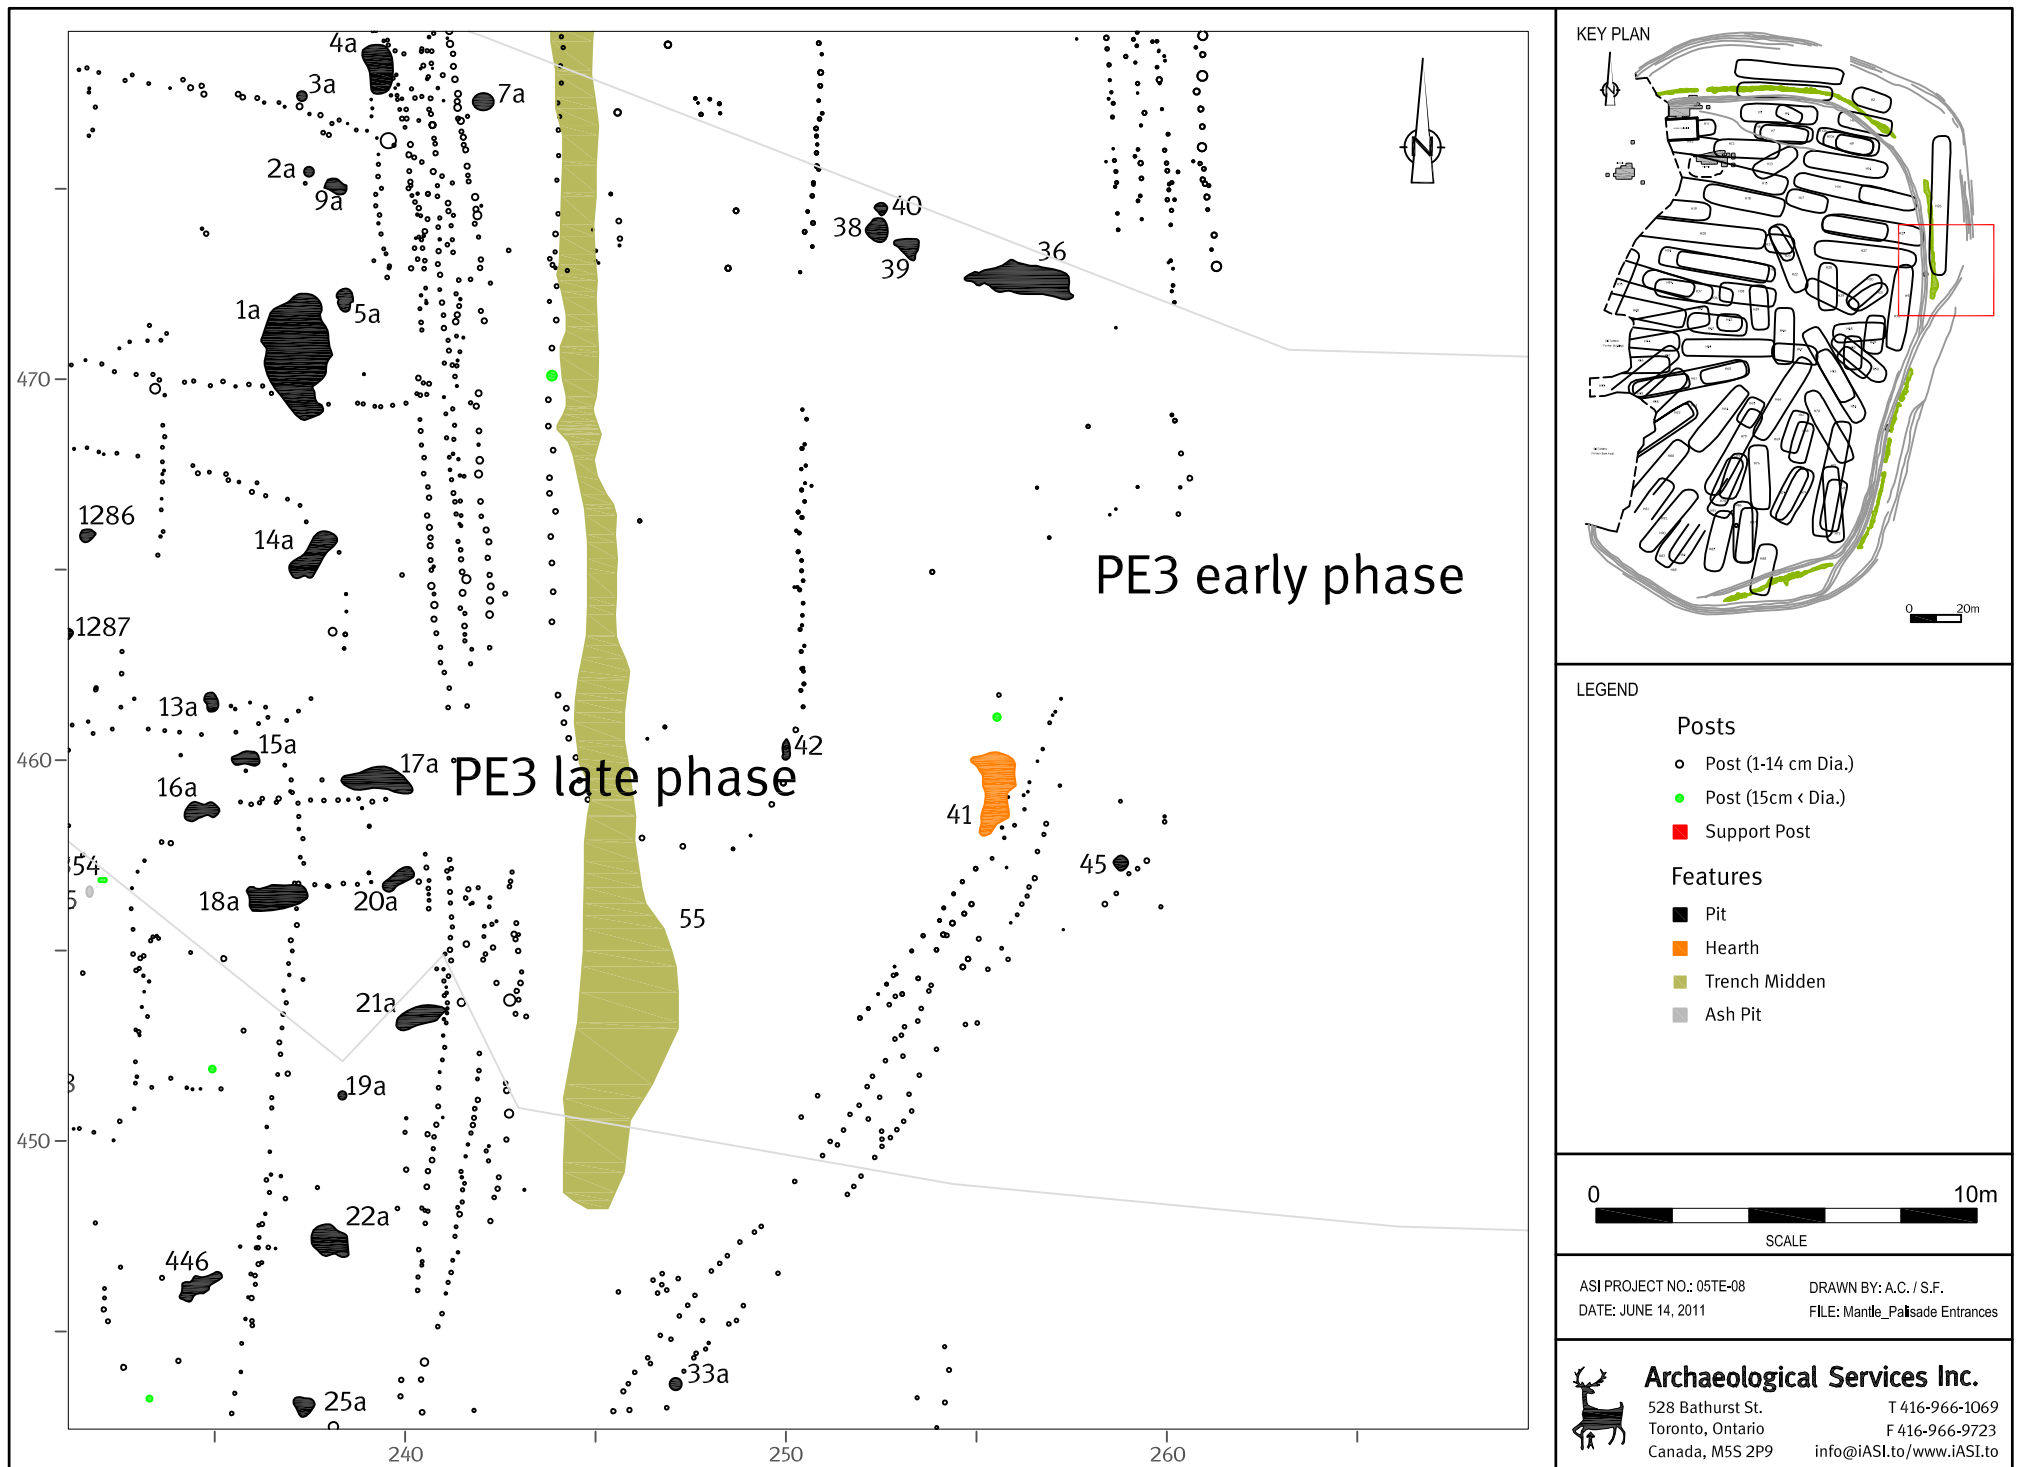 4a
3a
7a
2a
9a
40
38
39
36
1a
5a
470
1286
14a
PE3 early phase
1287
13a
15a
42
460
17a
PE3 late phase
16a
41
45
54
18a
20a
55
21a
19a
450
22a
446
33a
25a
240
250
260
N
KEY PLAN
N
0 20m
LEGEND
Posts
Post (1-14 cm Dia.)
Post (15cm < Dia.)
Support Post
Features
Pit
Hearth
Trench Midden
Ash Pit
0 10m
SCALE
ASI PROJECT NO.: 05TE-08
DRAWN BY: A.C. / S.F.
DATE: JUNE 14, 2011
FILE: Mantle_Palisade Entrances
Archaeological Services Inc.
528 Bathurst St.
T 416-966-1069
Toronto, Ontario
F 416-966-9723
Canada, M5S 2P9
info@iASI.to/www.iASI.to